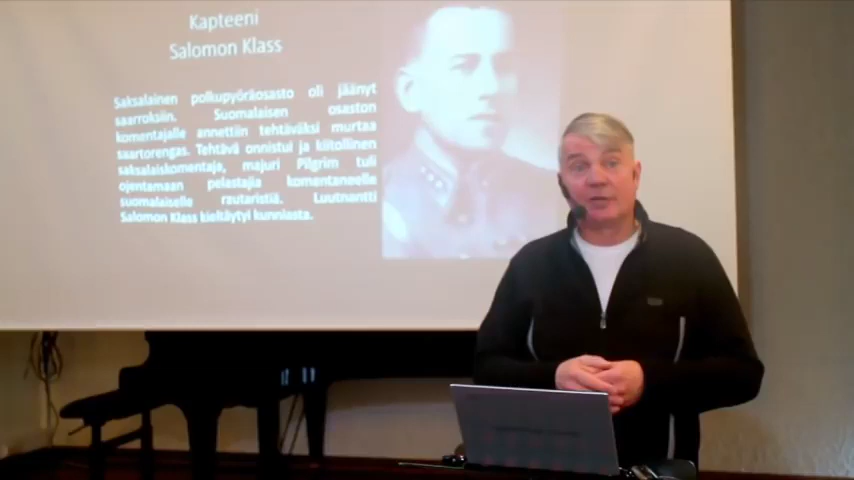 Kapteeni
Salomon Klass
Saksalainen polkupyöräosasto oli jäänyt
saarroksiin. Suomalaisen osaston
komentajalle annettiin tehtäväksi murtaa
saartorengas. Tehtävä onnistui ja kiitollinen
saksalaiskomentaja, majuri Pilgrim tuli
ojentamaan pelastajia komentaneelle
suomalaiselle rautaristiä. Luutnantti
Salomon Klass kieltäytyi kunniasta.